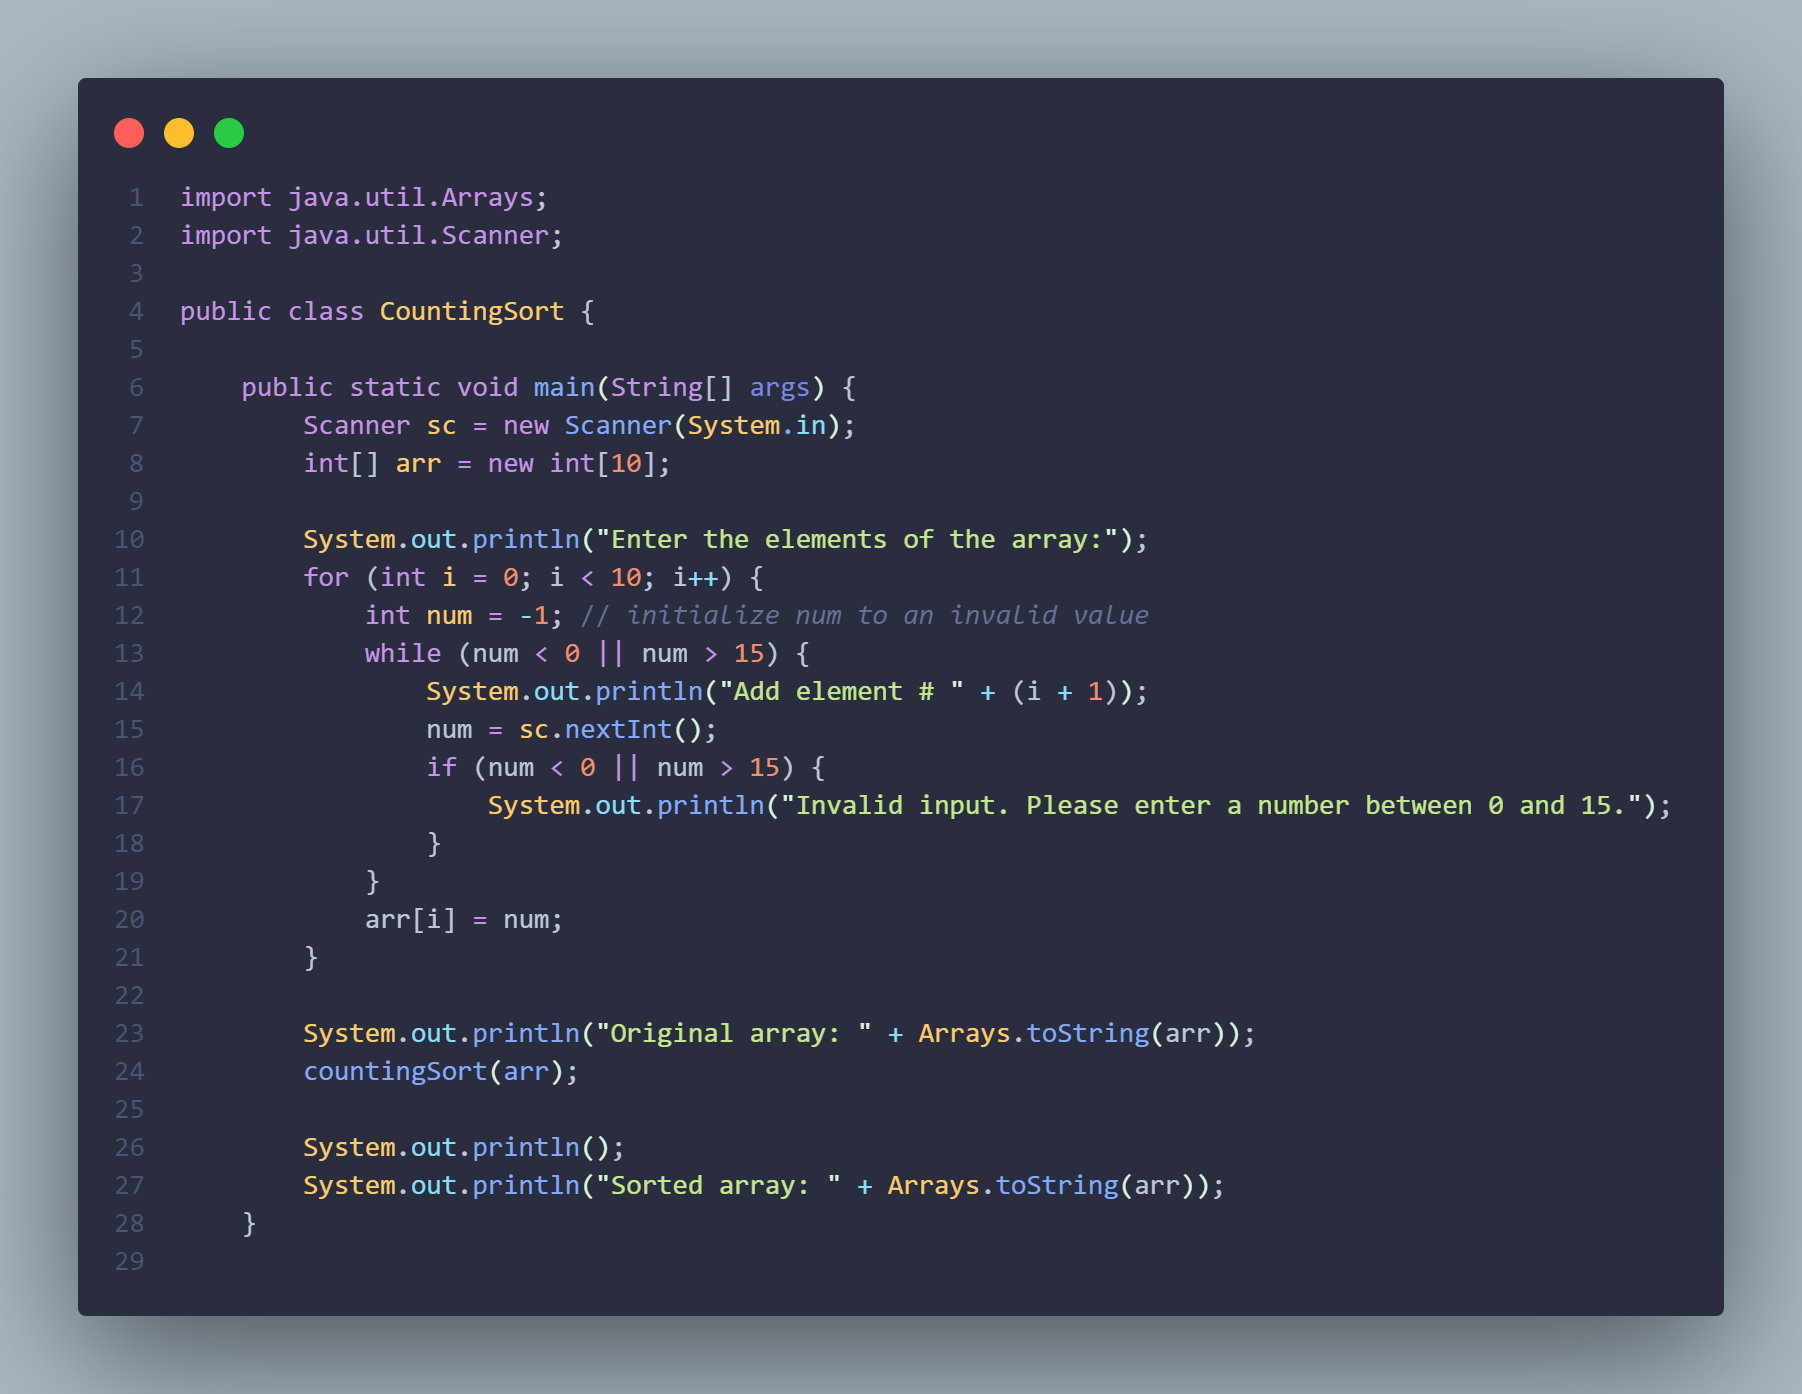 1 import java.util.Arrays;
2 import java.util.Scanner;
3
4 public class CountingSort {
5
6     public static void main(String[] args) {
7         Scanner sc = new Scanner(System.in);
8         int[] arr = new int[10];
9
10         System.out.println("Enter the elements of the array:");
11         for (int i = 0; i < 10; i++) {
12             int num = -1; // initialize num to an invalid value
13             while (num < 0 || num > 15) {
14                 System.out.println("Add element # " + (i + 1));
15                 num = sc.nextInt();
16                 if (num < 0 || num > 15) {
17                     System.out.println("Invalid input. Please enter a number between 0 and 15.");
18                 }
19             }
20             arr[i] = num;
21         }
22
23         System.out.println("Original array: " + Arrays.toString(arr));
24         countingSort(arr);
25
26         System.out.println();
27         System.out.println("Sorted array: " + Arrays.toString(arr));
28     }
29